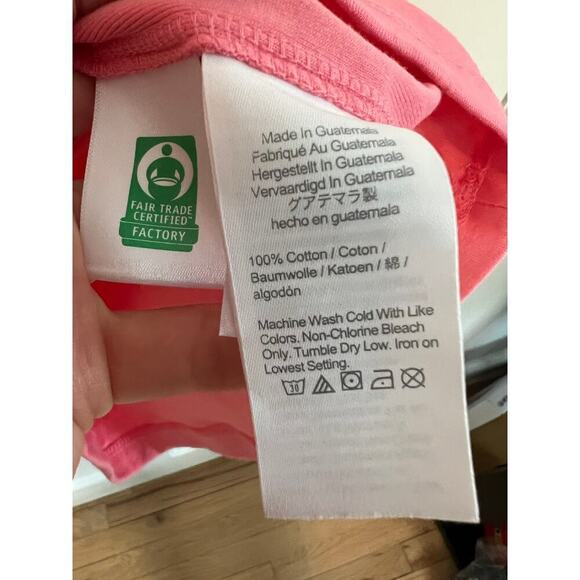 FAIR TRADE
CERTIFIED™
FACTORY
Made In Guatemala
Fabriqué Au Guatemala
Hergestellt In Guatemala
Vervaardigd In Guatemala
グアテマラ製
hecho en guatemala
100% Cotton / Coton /
Baumwolle / Katoen / 綿 /
algodón
Machine Wash Cold With Like
Colors. Non-Chlorine Bleach
Only. Tumble Dry Low. Iron on
Lowest Setting.
30